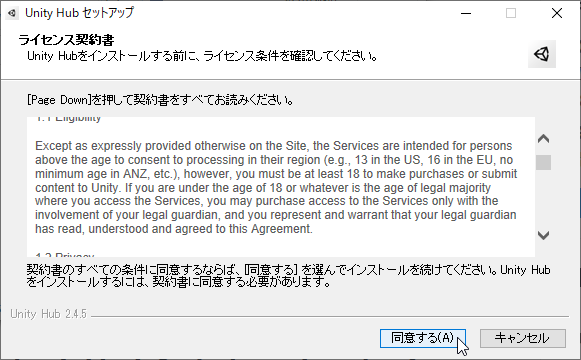 Unity Hub セットアップ
ライセンス契約書
Unity Hubをインストールする前に、ライセンス条件を確認してください。
[Page Down]を押して契約書をすべてお読みください。
1.1 Eligibility
Except as expressly provided otherwise on the Site, the Services are intended for persons
above the age to consent to processing in their region (e.g., 13 in the US, 16 in the EU, no
minimum age in ANZ, etc.), however, you must be at least 18 to make purchases or submit
content to Unity. If you are under the age of 18 or whatever is the age of legal majority
where you access the Services, you may purchase access to the Services only with the
involvement of your legal guardian, and you represent and warrant that your legal guardian
has read, understood and agreed to this Agreement.
1.2 Privacy
契約書のすべての条件に同意するならば、[同意する] を選んでインストールを続けてください。Unity Hub
をインストールするには、契約書に同意する必要があります。
Unity Hub 2.4.5
同意する(A)
キャンセル